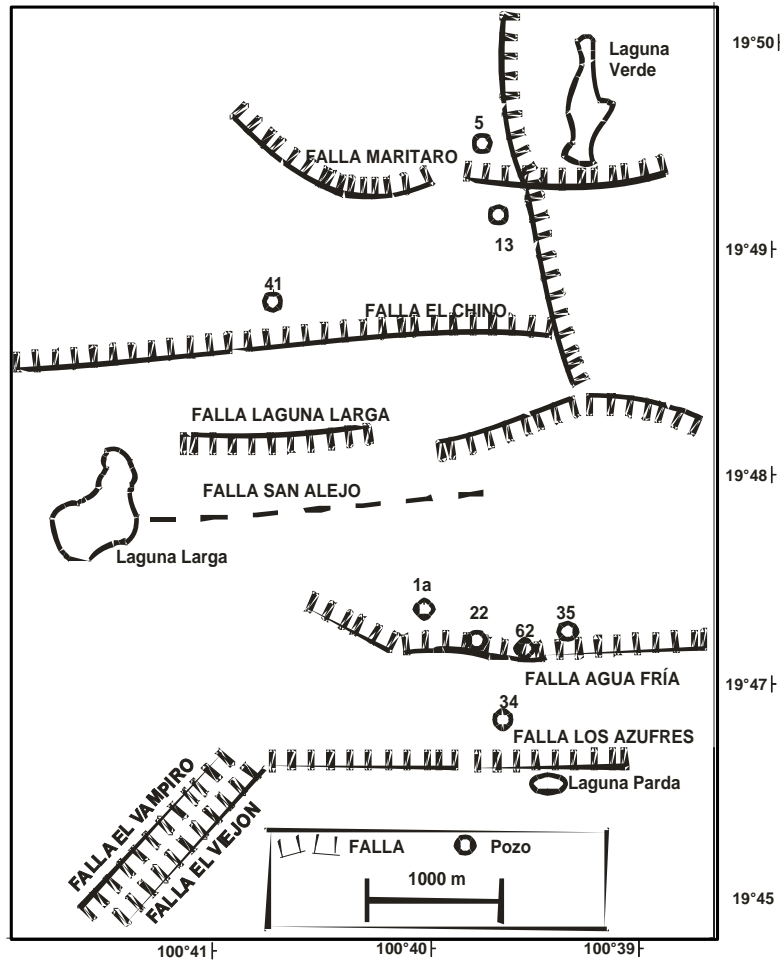 19°50
Laguna
Verde
5
FALLA MARITARO
13
19°49
41
FALLA EL CHINO
FALLA LAGUNA LARGA
19°48
FALLA SAN ALEJO
Laguna Larga
1a
22
62
35
FALLA AGUA FRÍA
19°47
34
FALLA LOS AZUFRES
Laguna Parda
FALLA EL VAMPIRO
FALLA EL VIEJON
FALLA
Pozo
1000 m
19°45
100°41
100°40
100°39